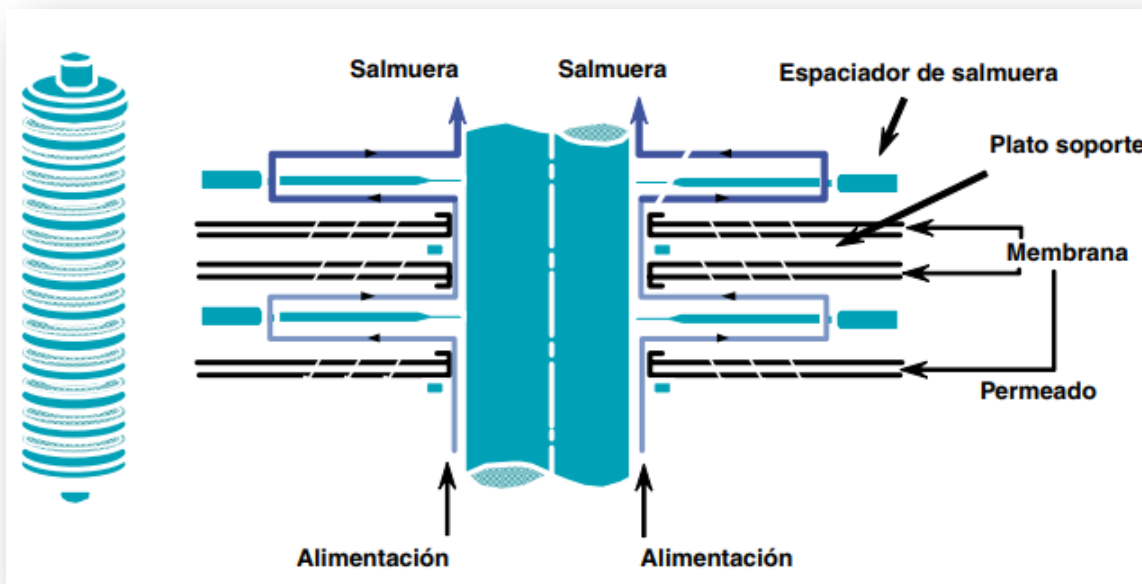 Salmuera
Salmuera
Espaciador de salmuera
Plato soporte
Membrana
Permeado
Alimentación
Alimentación